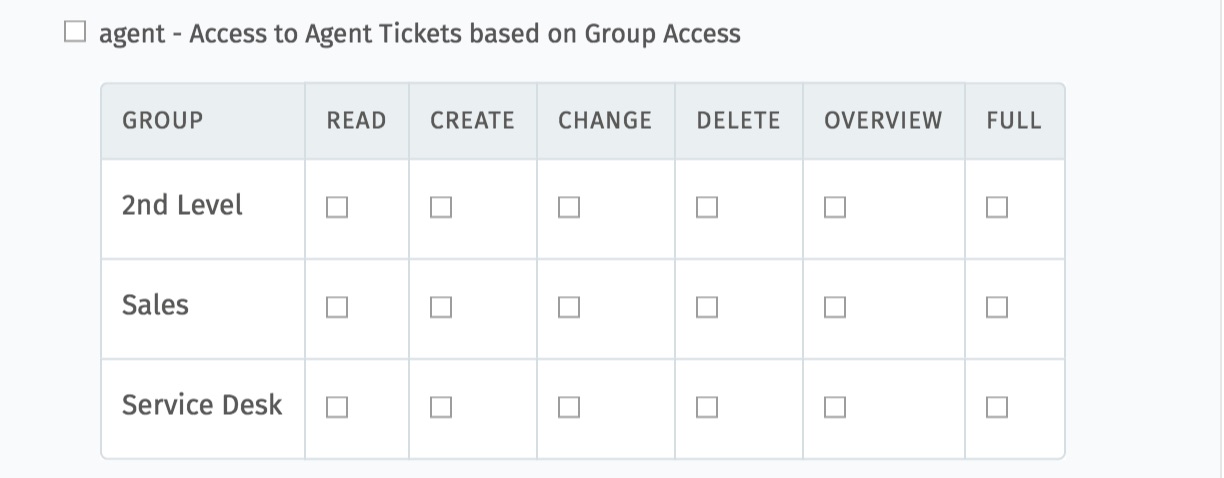 agent - Access to Agent Tickets based on Group Access
GROUP READ CREATE CHANGE DELETE OVERVIEW FULL
2nd Level
Sales
Service Desk